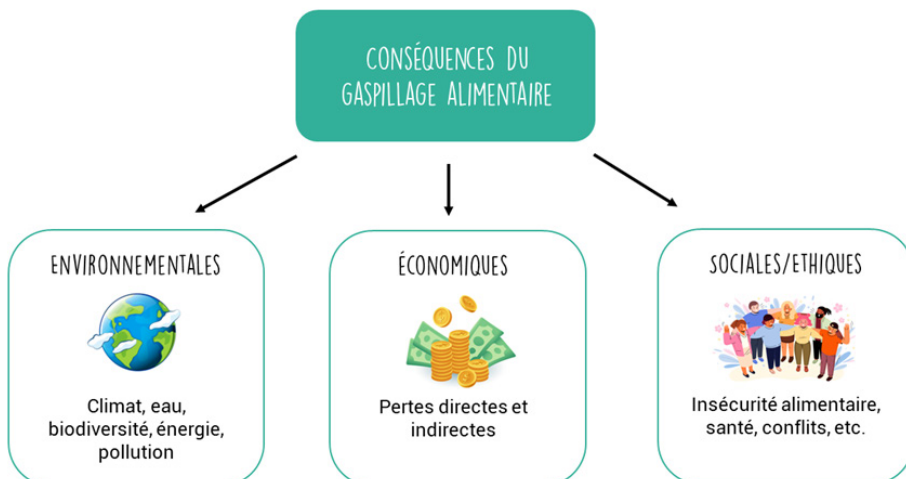 CONSÉQUENCES DU
GASPILLAGE ALIMENTAIRE
ENVIRONNEMENTALES
Climat, eau,
biodiversité, énergie,
pollution
ÉCONOMIQUES
Pertes directes et
indirectes
SOCIALES/ETHIQUES
Insécurité alimentaire,
santé, conflits, etc.